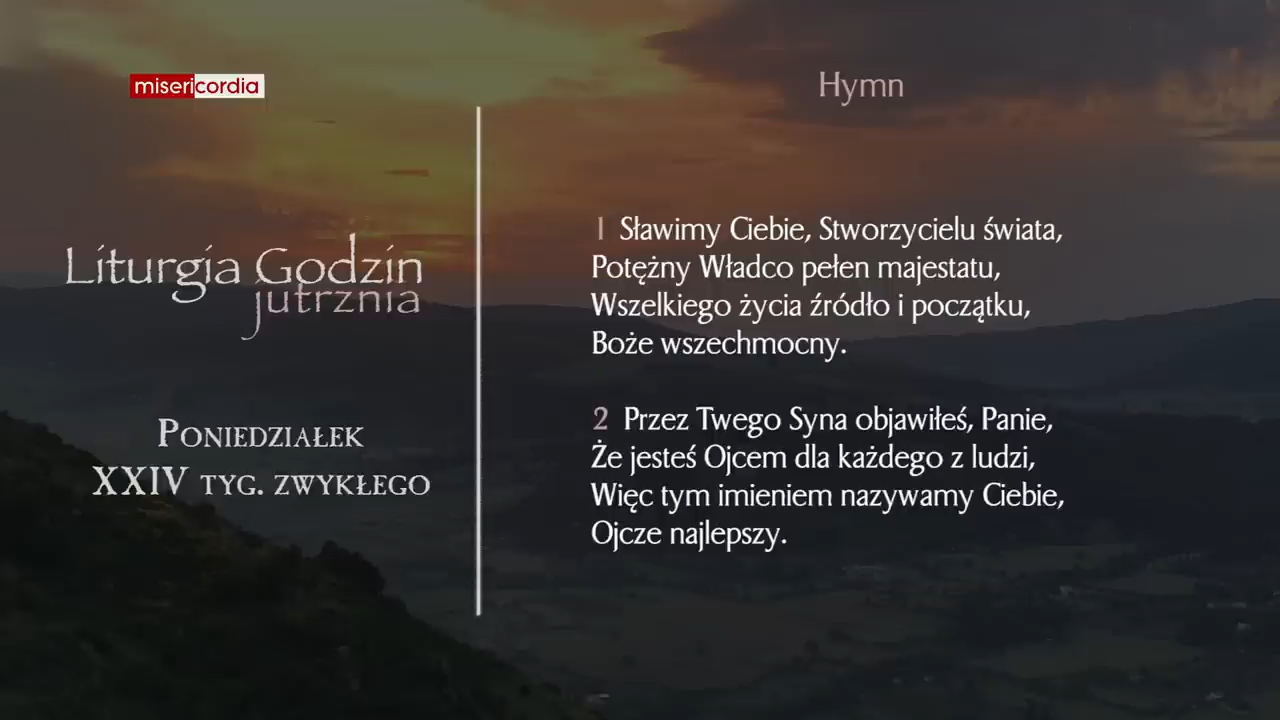 misericordia
Liturgia Godzin
jutrznia
Poniedziałek
XXIV tyg. zwykłego
Hymn
1 Sławimy Ciebie, Stworzycielu świata,
Potężny Władco pełen majestatu,
Wszelkiego życia źródło i początku,
Boże wszechmocny.
2 Przez Twego Syna objawiłeś, Panie,
Że jesteś Ojcem dla każdego z ludzi,
Więc tym imieniem nazywamy Ciebie,
Ojcze najlepszy.